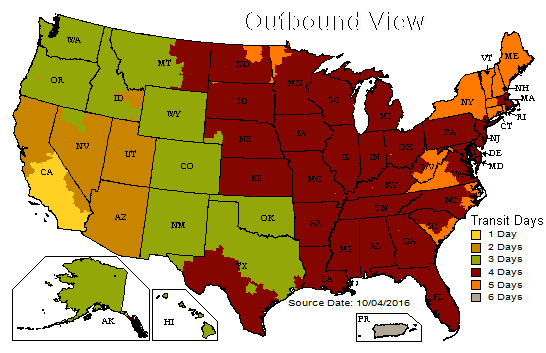 Outbound View
WA
MT
ND
MN
VT
ME
OR
ID
SD
WI
MI
NY
NH
MA
RI
CT
WY
NE
IA
PA
NJ
DE
MD
NV
UT
CO
KS
MO
IL
IN
OH
WV
VA
KY
CA
AZ
NM
OK
AR
TN
NC
SC
TX
LA
MS
AL
GA
FL
AK
HI
PR
Transit Days
1 Day
2 Days
3 Days
4 Days
5 Days
6 Days
Source Date: 10/04/2016